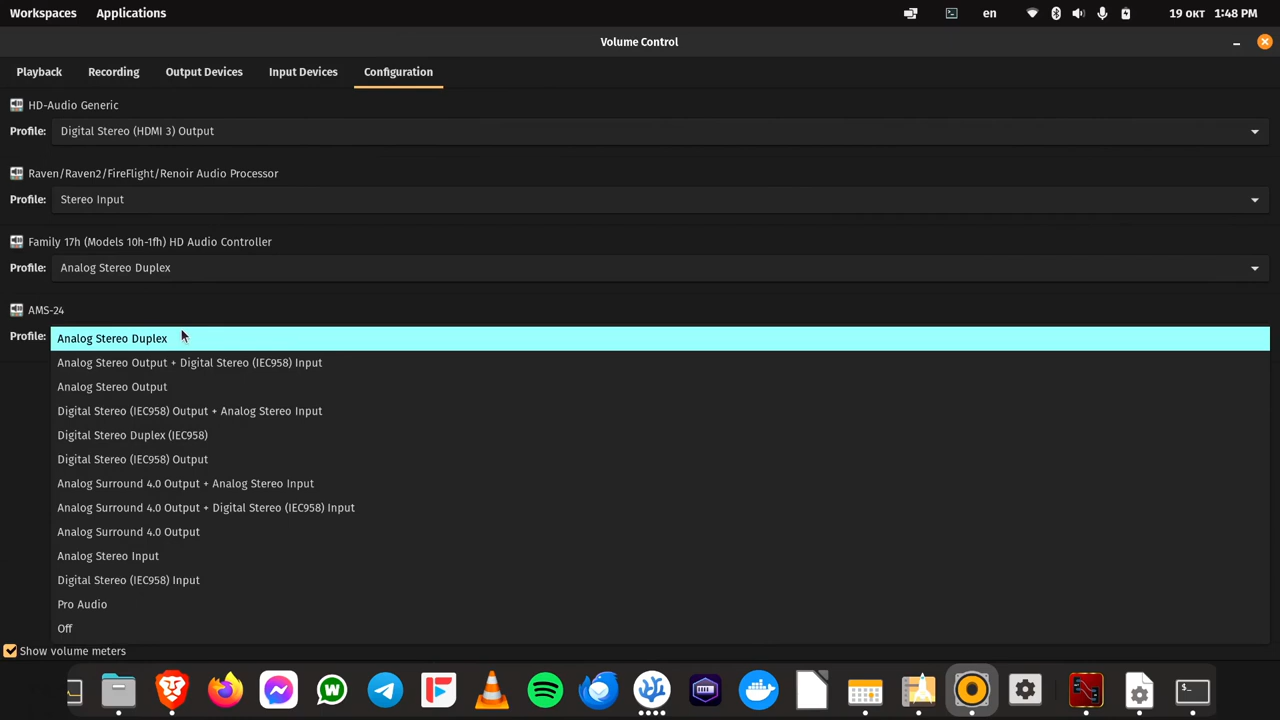 Workspaces Applications en 19 окт 1:48 PM
Volume Control
Playback Recording Output Devices Input Devices Configuration
HD-Audio Generic
Profile: Digital Stereo (HDMI 3) Output
Raven/Raven2/FireFlight/Renoir Audio Processor
Profile: Stereo Input
Family 17h (Models 10h-1fh) HD Audio Controller
Profile: Analog Stereo Duplex
AMS-24
Profile: Analog Stereo Duplex
Analog Stereo Output + Digital Stereo (IEC958) Input
Analog Stereo Output
Digital Stereo (IEC958) Output + Analog Stereo Input
Digital Stereo Duplex (IEC958)
Digital Stereo (IEC958) Output
Analog Surround 4.0 Output + Analog Stereo Input
Analog Surround 4.0 Output + Digital Stereo (IEC958) Input
Analog Surround 4.0 Output
Analog Stereo Input
Digital Stereo (IEC958) Input
Pro Audio
Off
Show volume meters